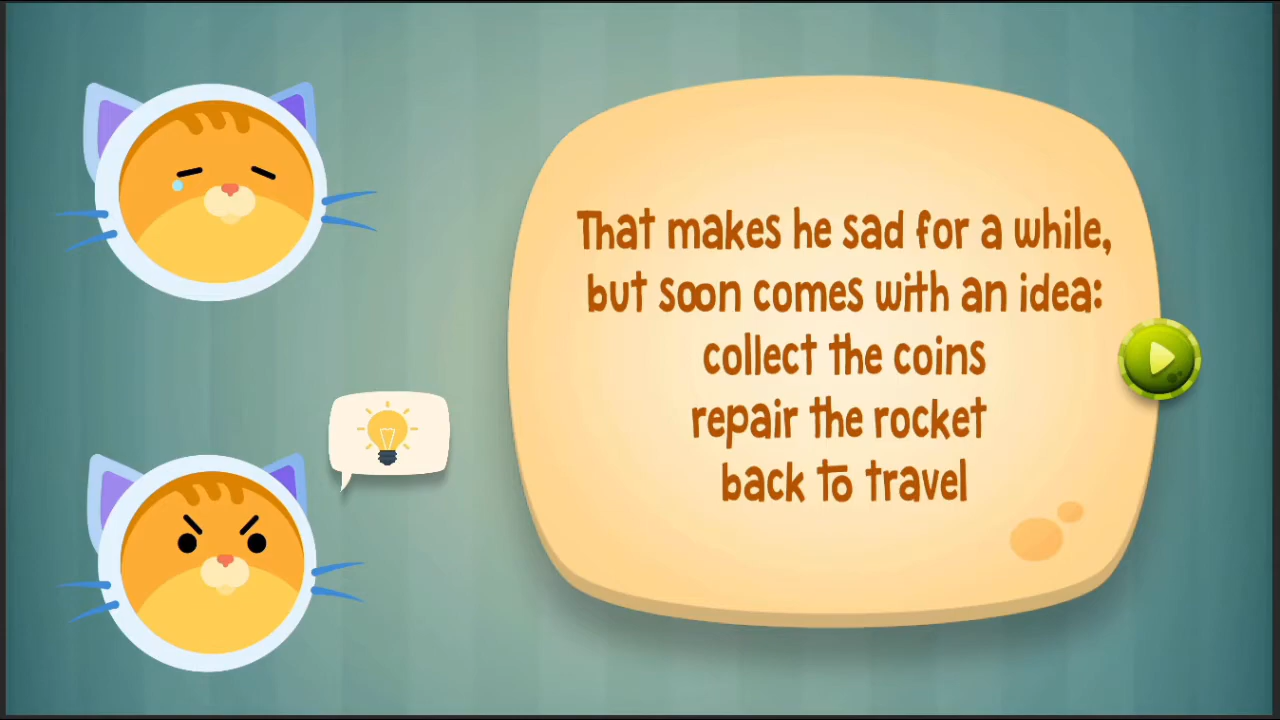 That makes he sad for a while,
but soon comes with an idea:
collect the coins
repair the rocket
back to travel